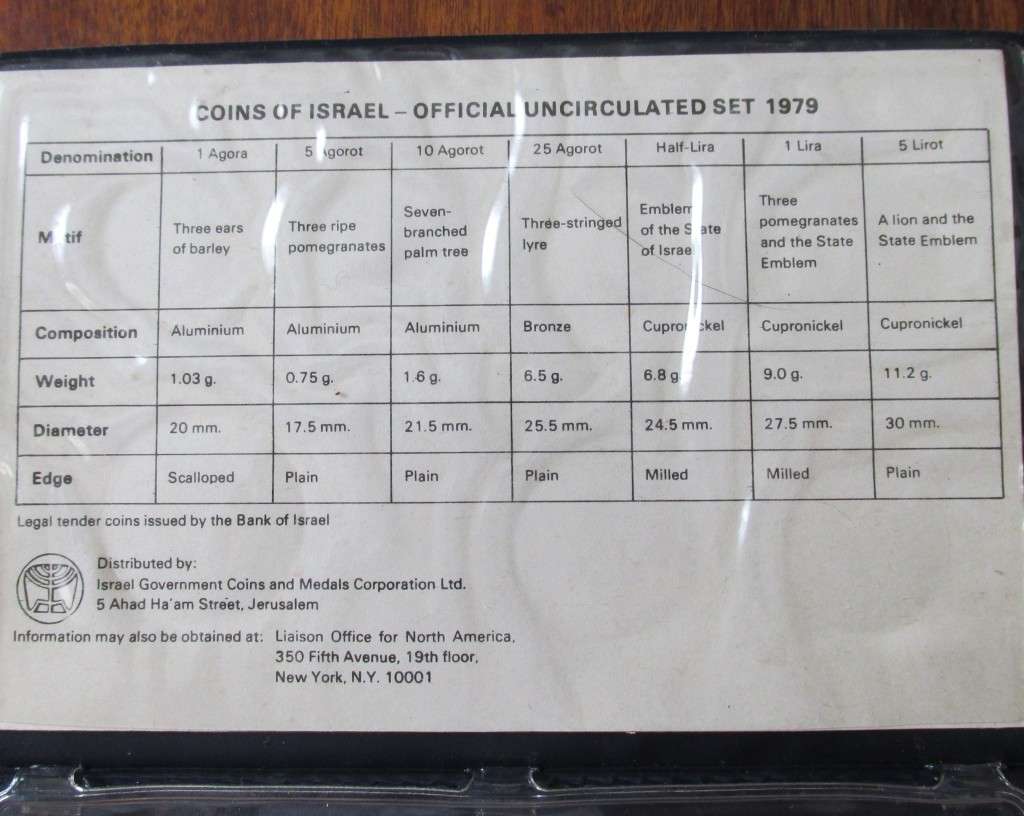 COINS OF ISRAEL – OFFICIAL UNCIRCULATED SET 1979
Denomination 1 Agora 5 Agorot 10 Agorot 25 Agorot Half-Lira 1 Lira 5 Lirot
Motif
Three ears
of barley
Three ripe
pomegranates
Seven-
branched
palm tree
Three-stringed
lyre
Emblem
of the State
of Israel
Three
pomegranates
and the State
Emblem
A lion and the
State Emblem
Composition Aluminium Aluminium Aluminium Bronze Cupronickel Cupronickel Cupronickel
Weight 1.03 g. 0.75 g. 1.6 g. 6.5 g. 6.8 g. 9.0 g. 11.2 g.
Diameter 20 mm. 17.5 mm. 21.5 mm. 25.5 mm. 24.5 mm. 27.5 mm. 30 mm.
Edge Scalloped Plain Plain Plain Milled Milled Plain
Legal tender coins issued by the Bank of Israel
Distributed by:
Israel Government Coins and Medals Corporation Ltd.
5 Ahad Ha'am Street, Jerusalem
Information may also be obtained at: Liaison Office for North America,
350 Fifth Avenue, 19th floor,
New York, N.Y. 10001